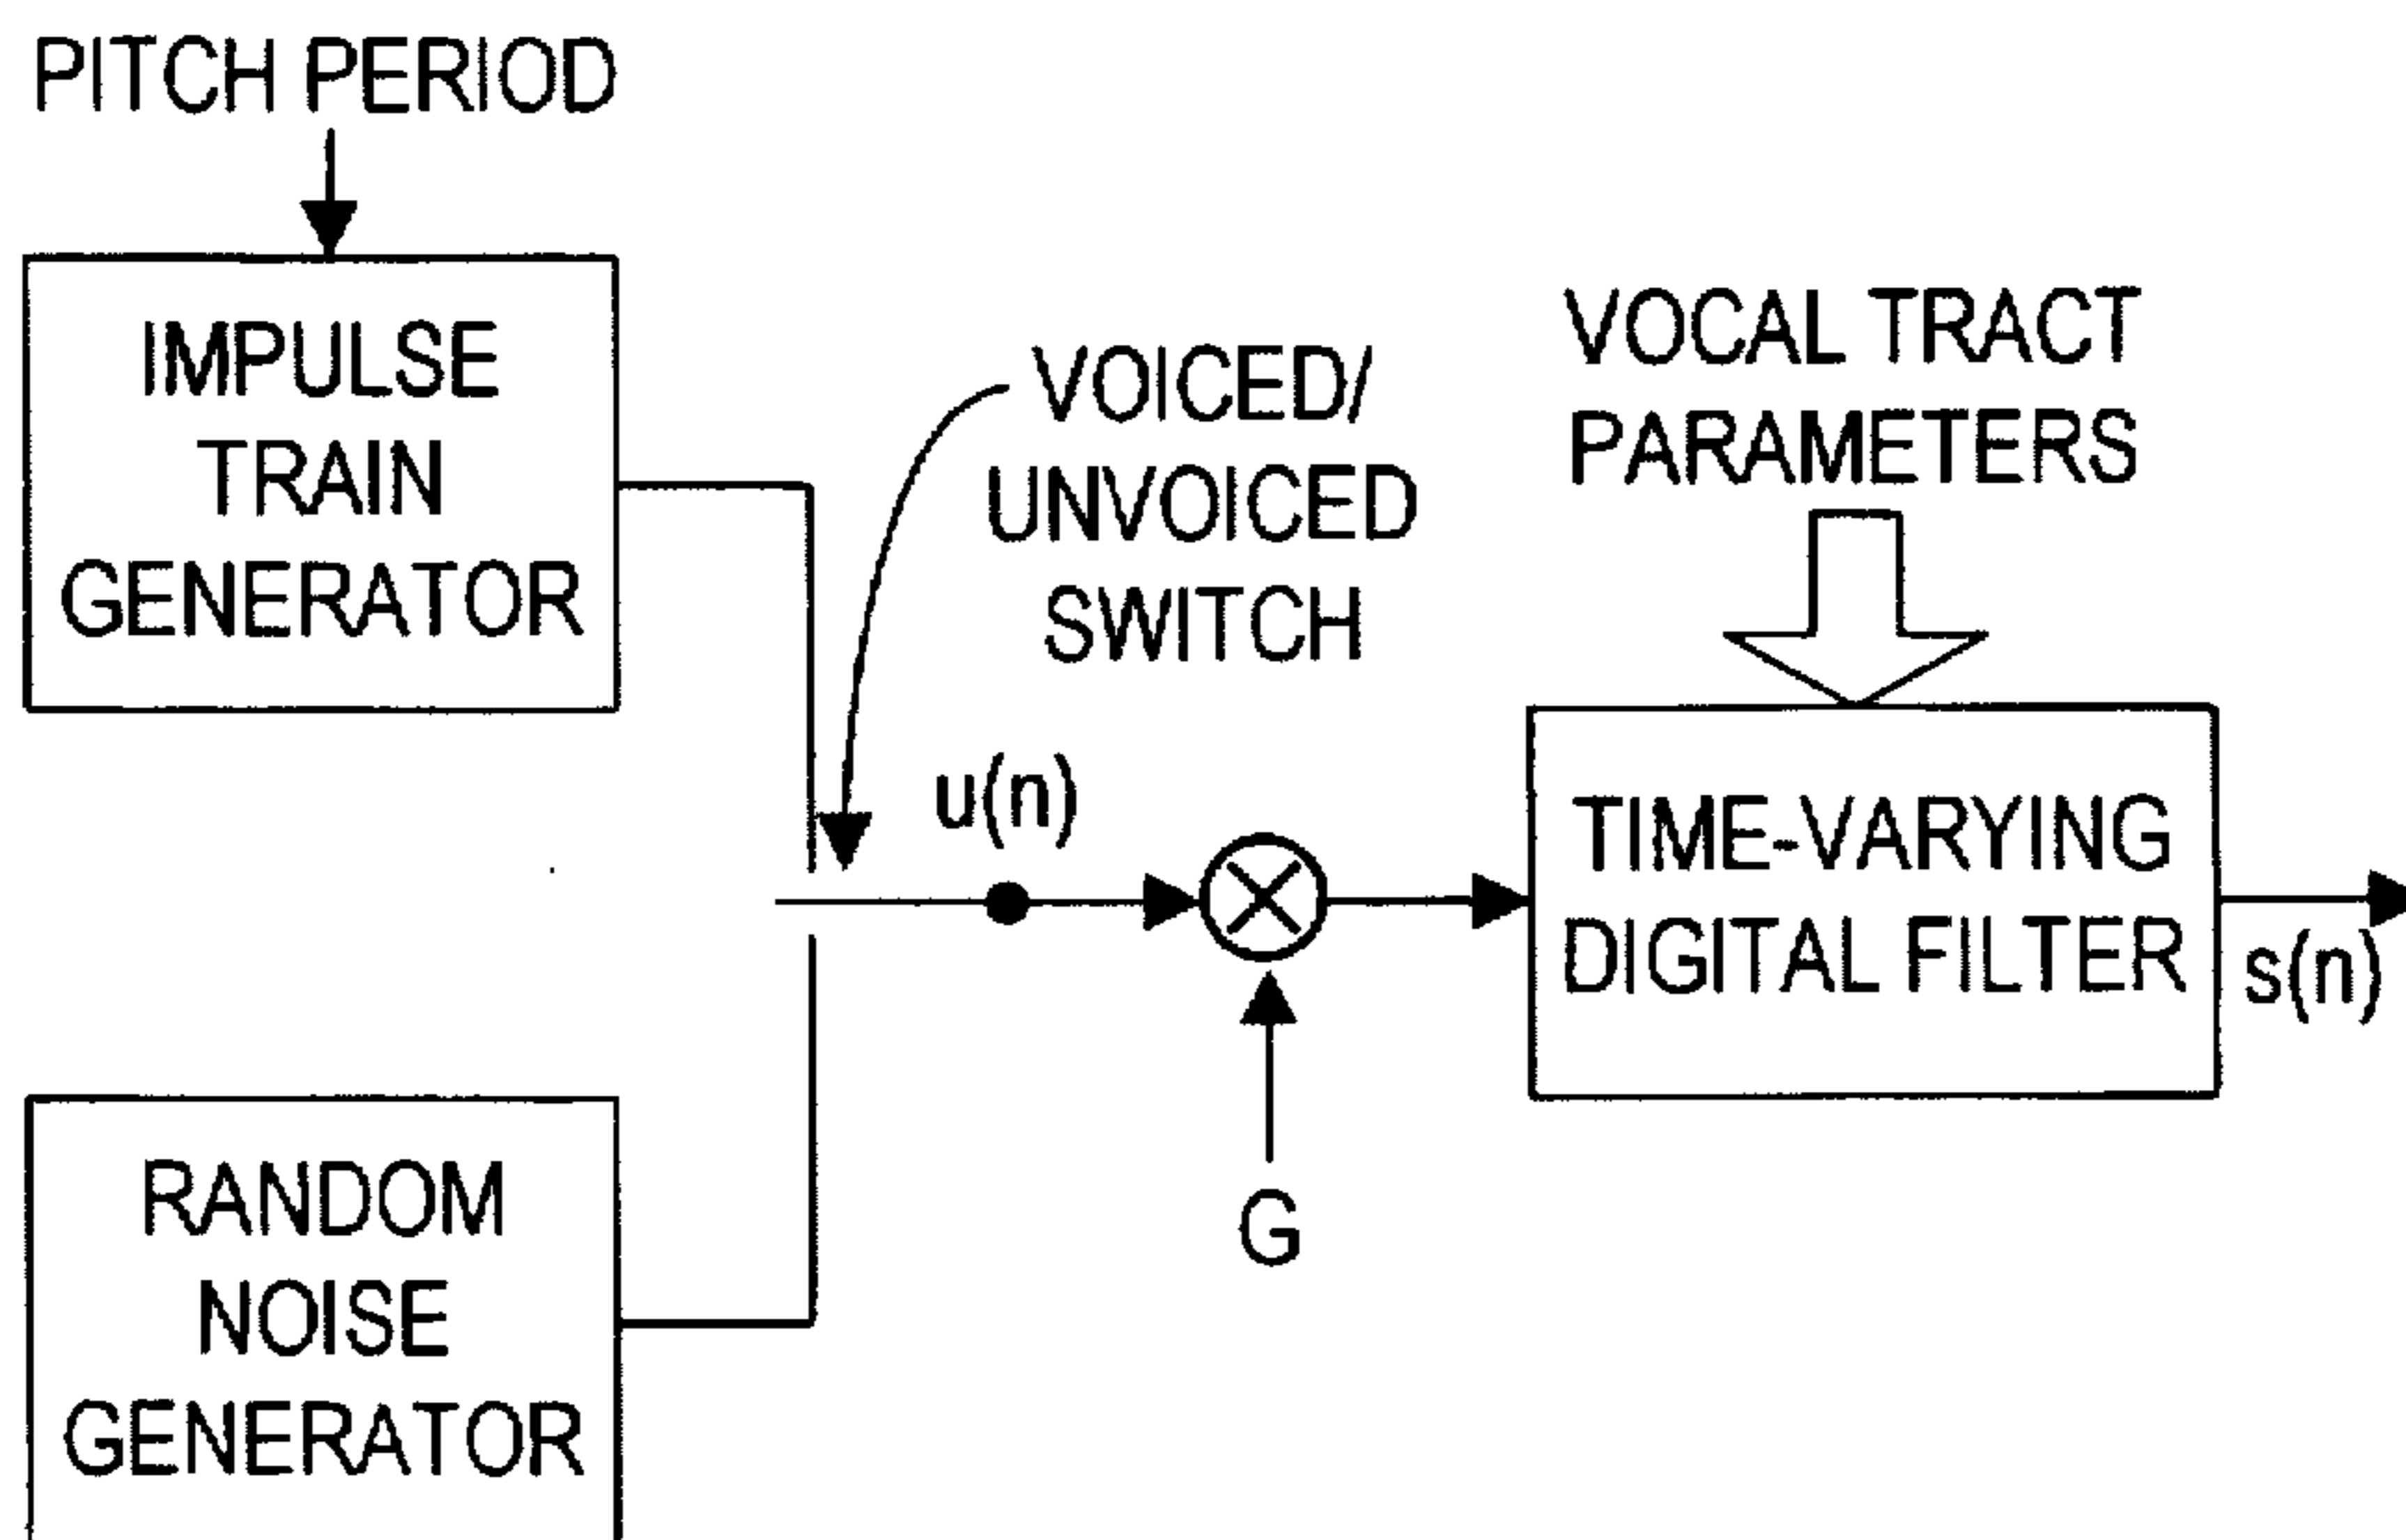 PITCH PERIOD
IMPULSE
TRAIN
GENERATOR
VOICED/
UNVOICED
SWITCH
VOCAL TRACT
PARAMETERS
u(n)
TIME-VARYING
DIGITAL FILTER
s(n)
G
RANDOM
NOISE
GENERATOR